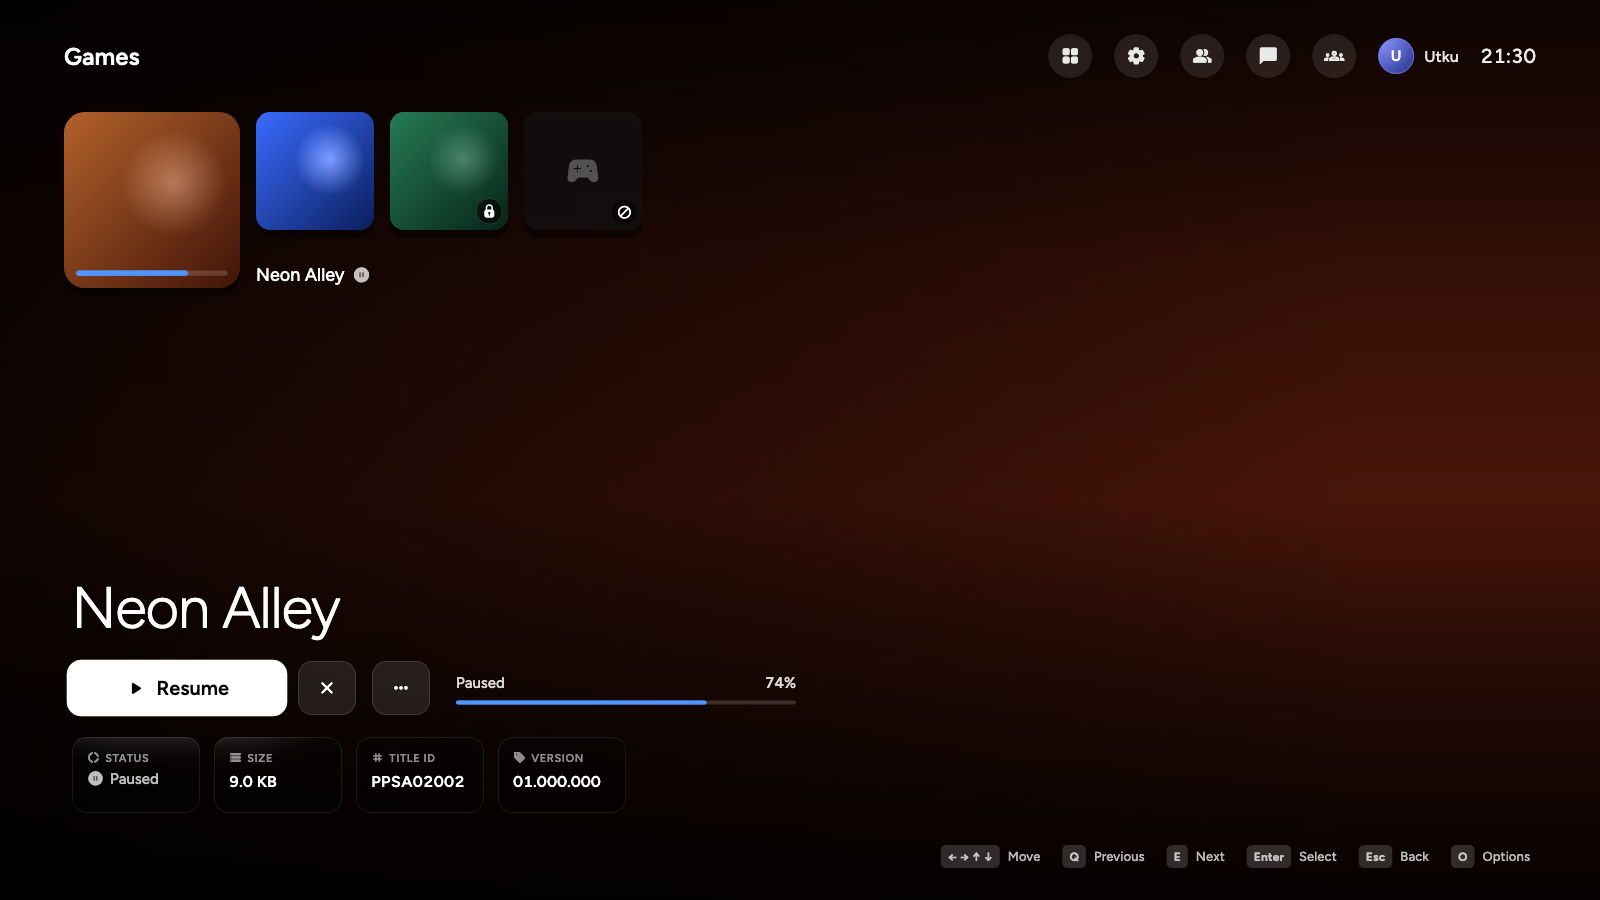 Games
U Utku 21:30
Neon Alley
Neon Alley
Resume
Paused 74%
STATUS
Paused
SIZE
9.0 KB
TITLE ID
PPSA02002
VERSION
01.000.000
←→↑↓ Move Q Previous E Next Enter Select Esc Back O Options